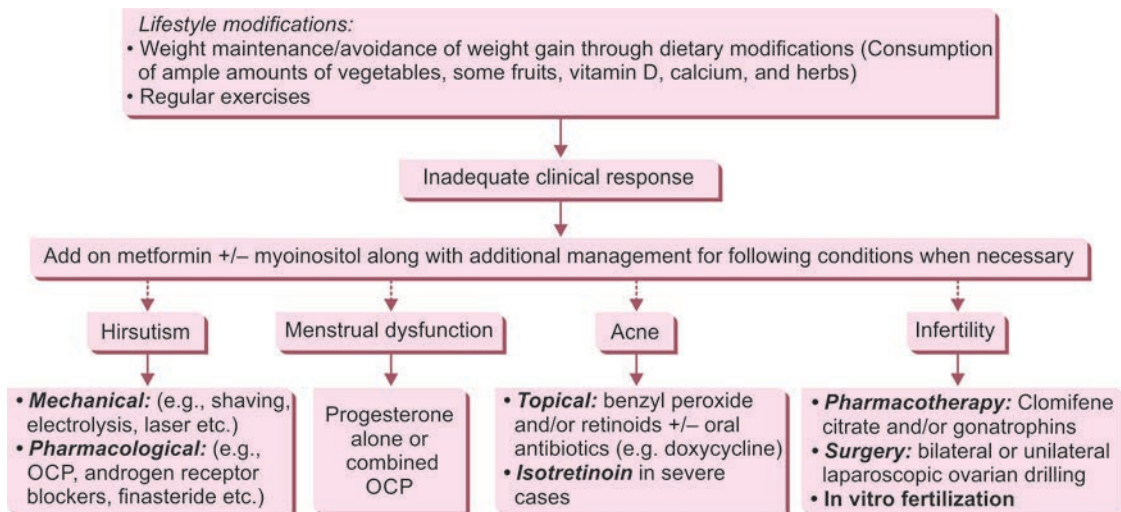 Lifestyle modifications:
• Weight maintenance/avoidance of weight gain through dietary modifications (Consumption
of ample amounts of vegetables, some fruits, vitamin D, calcium, and herbs)
• Regular exercises
Inadequate clinical response
Add on metformin +/– myoinositol along with additional management for following conditions when necessary
Hirsutism
Menstrual dysfunction
Acne
Infertility
• Mechanical: (e.g., shaving,
electrolysis, laser etc.)
• Pharmacological: (e.g.,
OCP, androgen receptor
blockers, finasteride etc.)
Progesterone
alone or
combined
OCP
• Topical: benzyl peroxide
and/or retinoids +/– oral
antibiotics (e.g. doxycycline)
• Isotretinoin in severe
cases
• Pharmacotherapy: Clomifene
citrate and/or gonatrophins
• Surgery: bilateral or unilateral
laparoscopic ovarian drilling
• In vitro fertilization